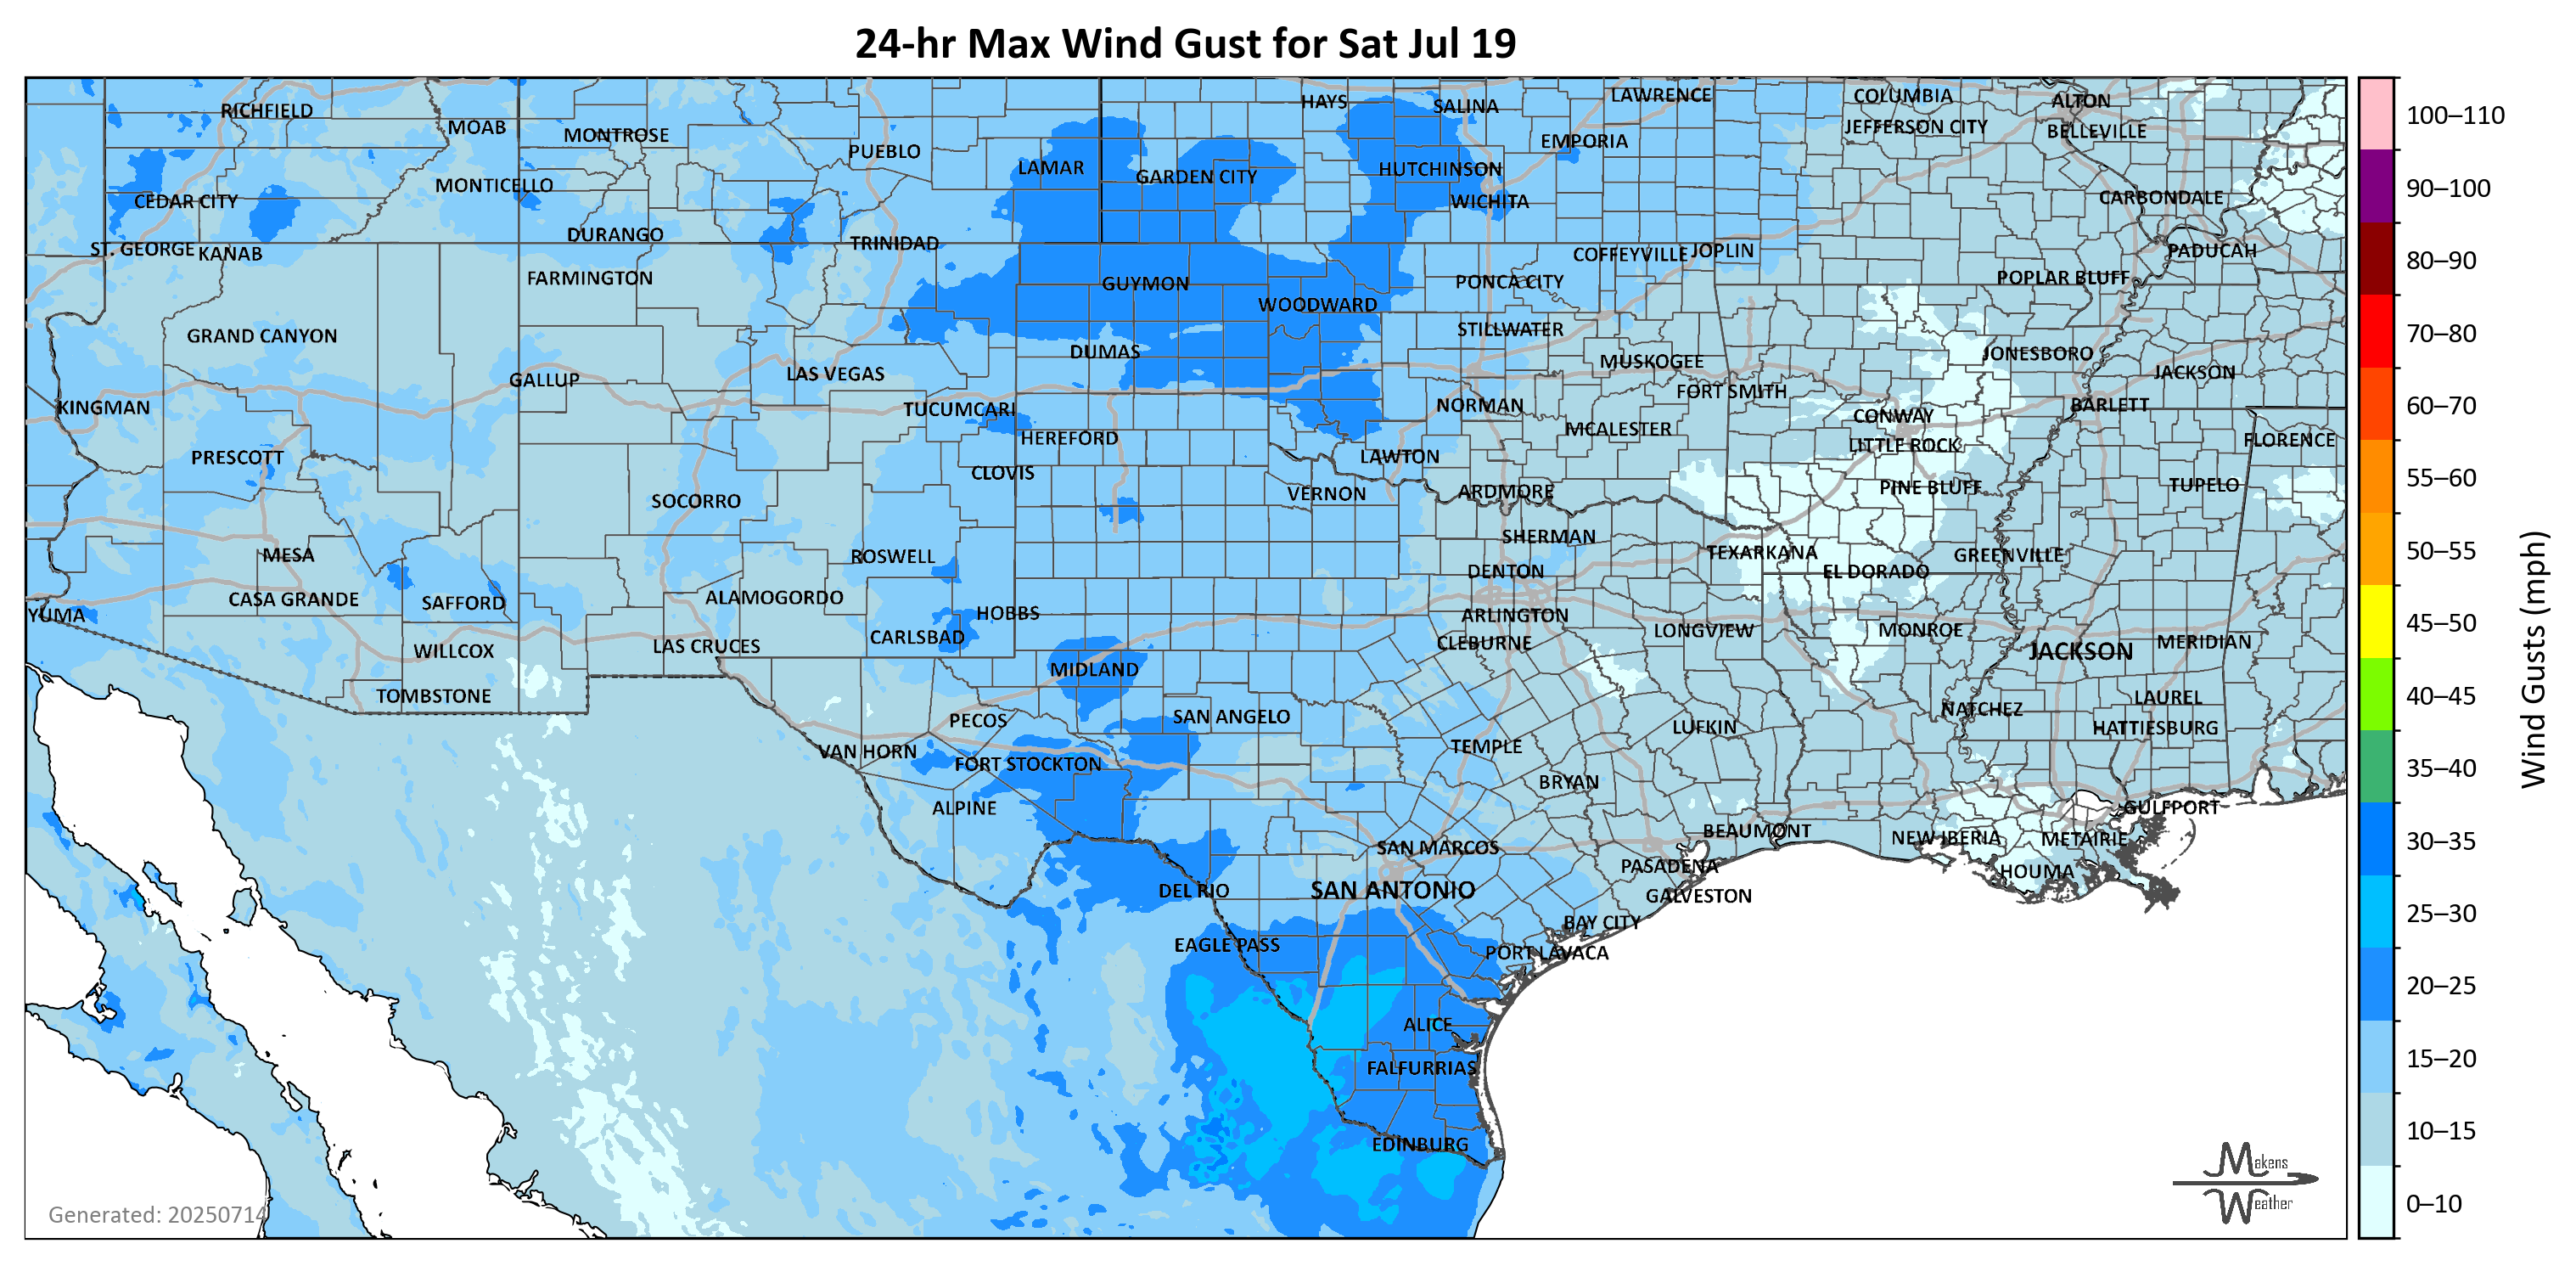 24-hr Max Wind Gust for Sat Jul 19
RICHFIELD
MOAB
MONTROSE
PUEBLO
LAMAR
GARDEN CITY
HAYS
SALINA
HUTCHINSON
WICHITA
EMPORIA
LAWRENCE
COLUMBIA
JEFFERSON CITY
ALTON
BELLEVILLE
CARBONDALE
PADUCAH
CEDAR CITY
MONTICELLO
DURANGO
TRINIDAD
ST. GEORGE
KANAB
FARMINGTON
GUYMON
WOODWARD
PONCA CITY
COFFEYVILLE
JOPLIN
POPLAR BLUFF
GRAND CANYON
STILLWATER
DUMAS
MUSKOGEE
JONESBORO
GALLUP
LAS VEGAS
FORT SMITH
JACKSON
KINGMAN
TUCUMCARI
NORMAN
CONWAY
BARLETT
HEREFORD
MCALESTER
LITTLE ROCK
FLORENCE
PRESCOTT
CLOVIS
LAWTON
SOCORRO
VERNON
ARDMORE
PINE BLUFF
TUPELO
MESA
ROSWELL
SHERMAN
TEXARKANA
GREENVILLE
DENTON
EL DORADO
CASA GRANDE
SAFFORD
ALAMOGORDO
HOBBS
YUMA
ARLINGTON
CARLSBAD
CLEBURNE
LONGVIEW
MONROE
MERIDIAN
WILLCOX
LAS CRUCES
JACKSON
MIDLAND
TOMBSTONE
LAUREL
PECOS
SAN ANGELO
NATCHEZ
LUFKIN
HATTIESBURG
VAN HORN
FORT STOCKTON
TEMPLE
BRYAN
ALPINE
GULFPORT
BEAUMONT
NEW IBERIA
METAIRIE
SAN MARCOS
PASADENA
HOUMA
DEL RIO
SAN ANTONIO
GALVESTON
BAY CITY
EAGLE PASS
PORT LAVACA
ALICE
FALFURRIAS
EDINBURG
Generated: 20250714
Makens
Weather
100–110
90–100
80–90
70–80
60–70
55–60
50–55
45–50
40–45
35–40
30–35
25–30
20–25
15–20
10–15
0–10
Wind Gusts (mph)